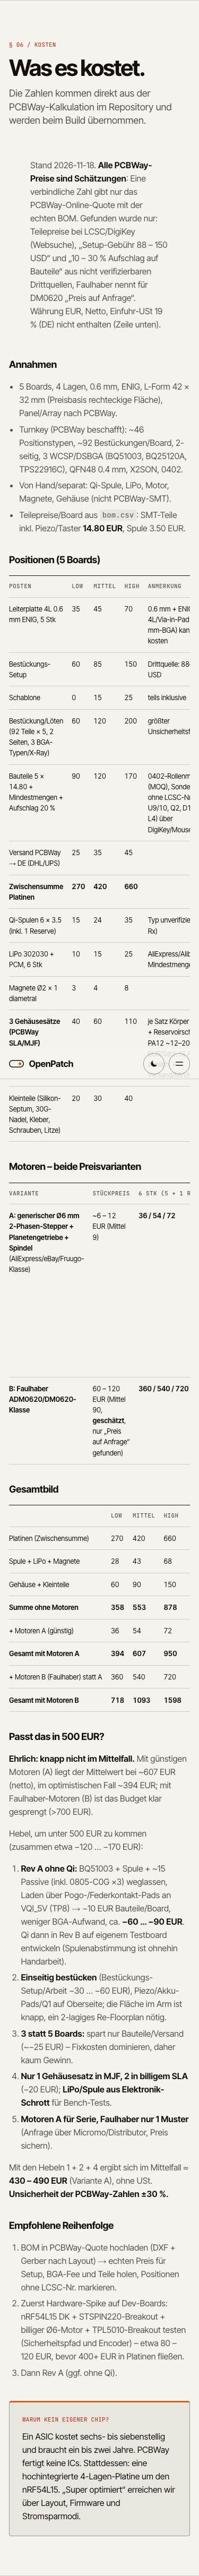 § 06 / KOSTEN
Was es kostet.
Die Zahlen kommen direkt aus der
PCBWay-Kalkulation im Repository und
werden beim Build übernommen.
Stand 2026-11-18. Alle PCBWay-
Preise sind Schätzungen: Eine
verbindliche Zahl gibt nur das
PCBWay-Online-Quote mit der
echten BOM. Gefunden wurde nur:
Teilepreise bei LCSC/DigiKey
(Websuche), „Setup-Gebühr 88 – 150
USD“ und „10 – 30 % Aufschlag auf
Bauteile“ aus nicht verifizierbaren
Drittquellen, Faulhaber nennt für
DM0620 „Preis auf Anfrage“.
Währung EUR, Netto, Einfuhr-USt 19
% (DE) nicht enthalten (Zeile unten).
Annahmen
• 5 Boards, 4 Lagen, 0.6 mm, ENIG, L-Form 42 ×
32 mm (Preisbasis rechteckige Fläche),
Panel/Array nach PCBWay.
• Turnkey (PCBWay beschafft): ~46
Positionstypen, ~92 Bestückungen/Board, 2-
seitig, 3 WCSP/DSBGA (BQ51003, BQ25120A,
TPS22916C), QFN48 0.4 mm, X2SON, 0402.
• Von Hand/separat: Qi-Spule, LiPo, Motor,
Magnete, Gehäuse (nicht PCBWay-SMT).
• Teilepreise/Board aus bom.csv: SMT-Teile
inkl. Piezo/Taster 14.80 EUR, Spule 3.50 EUR.
Positionen (5 Boards)
POSTEN LOW MITTEL HIGH ANMERKUNG
Leiterplatte 4L 0.6 35 45 70 0.6 mm + ENIG
mm ENIG, 5 Stk 4L/Via-in-Pad
mm-BGA) kan
kosten
Bestückungs- 60 85 150 Drittquelle: 88
Setup USD
Schablone 0 15 25 teils inklusive
Bestückung/Löten 60 120 200 größter
(92 Teile × 5, 2 Unsicherheitsf
Seiten, 3 BGA-
Typen/X-Ray)
Bauteile 5 × 90 120 170 0402-Rollenm
14.80 + (MOQ), Sonde
Mindestmengen + ohne LCSC-Nr
Aufschlag 20 % U9/10, Q2, D1
L4) über
DigiKey/Mouse
Versand PCBWay 25 35 45
→ DE (DHL/UPS)
Zwischensumme 270 420 660
Platinen
Qi-Spulen 6 × 3.5 15 24 35 Typ unverifizie
(inkl. 1 Reserve) Rx)
LiPo 302030 + 10 15 25 AliExpress/Alib
PCM, 6 Stk Mindestmenge
Magnete Ø2 × 1 3 4 8
diametral
3 Gehäusesätze 40 60 110 je Satz Körper
(PCBWay + Reservoirsch
SLA/MJF) PA12 ~12–20
OpenPatch
Kleinteile (Silikon- 20 30 40
Septum, 30G-
Nadel, Kleber,
Schrauben, Litze)
Motoren – beide Preisvarianten
VARIANTE STÜCKPREIS 6 STK (5 + 1 R
A: generischer Ø6 mm ~6 – 12 36 / 54 / 72
2-Phasen-Stepper + EUR (Mittel
Planetengetriebe + 9)
Spindel
(AliExpress/eBay/Fruugo-
Klasse)
B: Faulhaber 60 – 120 360 / 540 / 720
ADM0620/DM0620- EUR (Mittel
Klasse 90,
geschätzt,
nur „Preis
auf Anfrage“
gefunden)
Gesamtbild
LOW MITTEL HIGH
Platinen (Zwischensumme) 270 420 660
Spule + LiPo + Magnete 28 43 68
Gehäuse + Kleinteile 60 90 150
Summe ohne Motoren 358 553 878
+ Motoren A (günstig) 36 54 72
Gesamt mit Motoren A 394 607 950
+ Motoren B (Faulhaber) statt A 360 540 720
Gesamt mit Motoren B 718 1093 1598
Passt das in 500 EUR?
Ehrlich: knapp nicht im Mittelfall. Mit günstigen
Motoren (A) liegt der Mittelwert bei ~607 EUR
(netto), im optimistischen Fall ~394 EUR; mit
Faulhaber-Motoren (B) ist das Budget klar
gesprengt (>700 EUR).
Hebel, um unter 500 EUR zu kommen
(zusammen etwa −120 … −170 EUR):
1. Rev A ohne Qi: BQ51003 + Spule + ~15
Passive (inkl. 0805-C0G ×3) weglassen,
Laden über Pogo-/Federkontakt-Pads an
VQI_5V (TP8) → −10 EUR Bauteile/Board,
weniger BGA-Aufwand, ca. −60 … −90 EUR.
Qi dann in Rev B auf eigenem Testboard
entwickeln (Spulenabstimmung ist ohnehin
Handarbeit).
2. Einseitig bestücken (Bestückungs-
Setup/Arbeit −30 … −60 EUR), Piezo/Akku-
Pads/Q1 auf Oberseite; die Fläche im Arm ist
knapp, ein 2-lagiges Re-Floorplan nötig.
3. 3 statt 5 Boards: spart nur Bauteile/Versand
(~−25 EUR) – Fixkosten dominieren, daher
kaum Gewinn.
4. Nur 1 Gehäusesatz in MJF, 2 in billigem SLA
(−20 EUR); LiPo/Spule aus Elektronik-
Schrott für Bench-Tests.
5. Motoren A für Serie, Faulhaber nur 1 Muster
(Anfrage über Micromo/Distributor, Preis
sichern).
Mit den Hebeln 1 + 2 + 4 ergibt sich im Mittelfall ≈
430 – 490 EUR (Variante A), ohne USt.
Unsicherheit der PCBWay-Zahlen ±30 %.
Empfohlene Reihenfolge
1. BOM in PCBWay-Quote hochladen (DXF +
Gerber nach Layout) → echten Preis für
Setup, BGA-Fee und Teile holen, Positionen
ohne LCSC-Nr. markieren.
2. Zuerst Hardware-Spike auf Dev-Boards:
nRF54L15 DK + STSPIN220-Breakout +
billiger Ø6-Motor + TPL5010-Breakout testen
(Sicherheitspfad und Encoder) – etwa 80 –
120 EUR, bevor 400+ EUR in Platinen fließen.
3. Dann Rev A (ggf. ohne Qi).
WARUM KEIN EIGENER CHIP?
Ein ASIC kostet sechs- bis siebenstellig
und braucht ein bis zwei Jahre. PCBWay
fertigt keine ICs. Stattdessen: eine
hochintegrierte 4-Lagen-Platine um den
nRF54L15. „Super optimiert“ erreichen wir
über Layout, Firmware und
Stromsparmodi.